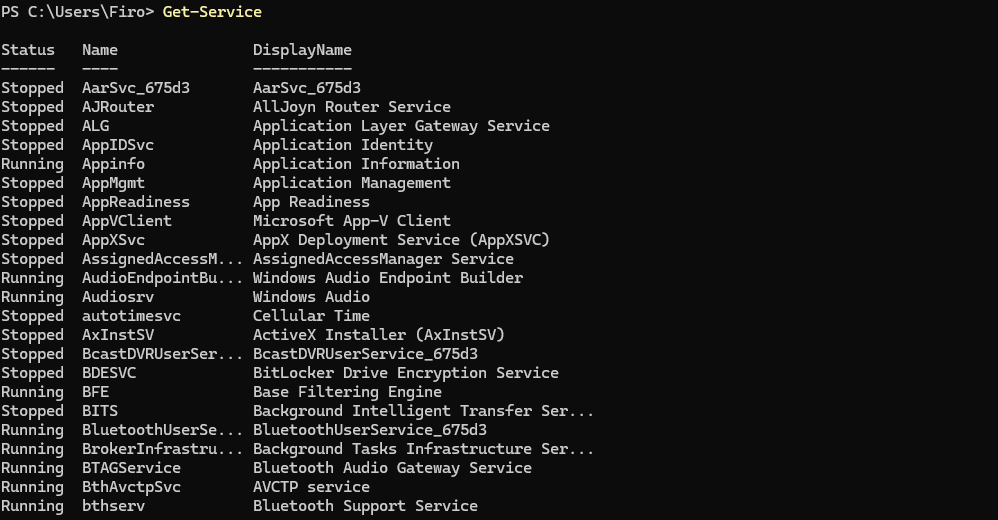 PS C:\Users\Firo> Get-Service
Status   Name               DisplayName
------   ----               -----------
Stopped  AarSvc_675d3       AarSvc_675d3
Stopped  AJRouter           AllJoyn Router Service
Stopped  ALG                Application Layer Gateway Service
Stopped  AppIDSvc           Application Identity
Running  Appinfo            Application Information
Stopped  AppMgmt            Application Management
Stopped  AppReadiness       App Readiness
Stopped  AppVClient         Microsoft App-V Client
Stopped  AppXSvc            AppX Deployment Service (AppXSVC)
Stopped  AssignedAccessM... AssignedAccessManager Service
Running  AudioEndpointBu... Windows Audio Endpoint Builder
Running  Audiosrv           Windows Audio
Stopped  autotimesvc        Cellular Time
Stopped  AxInstSV           ActiveX Installer (AxInstSV)
Stopped  BcastDVRUserSer... BcastDVRUserService_675d3
Stopped  BDESVC             BitLocker Drive Encryption Service
Running  BFE                Base Filtering Engine
Stopped  BITS               Background Intelligent Transfer Ser...
Running  BluetoothUserSe... BluetoothUserService_675d3
Running  BrokerInfrastru... Background Tasks Infrastructure Ser...
Running  BTAGService        Bluetooth Audio Gateway Service
Running  BthAvctpSvc        AVCTP service
Running  bthserv            Bluetooth Support Service